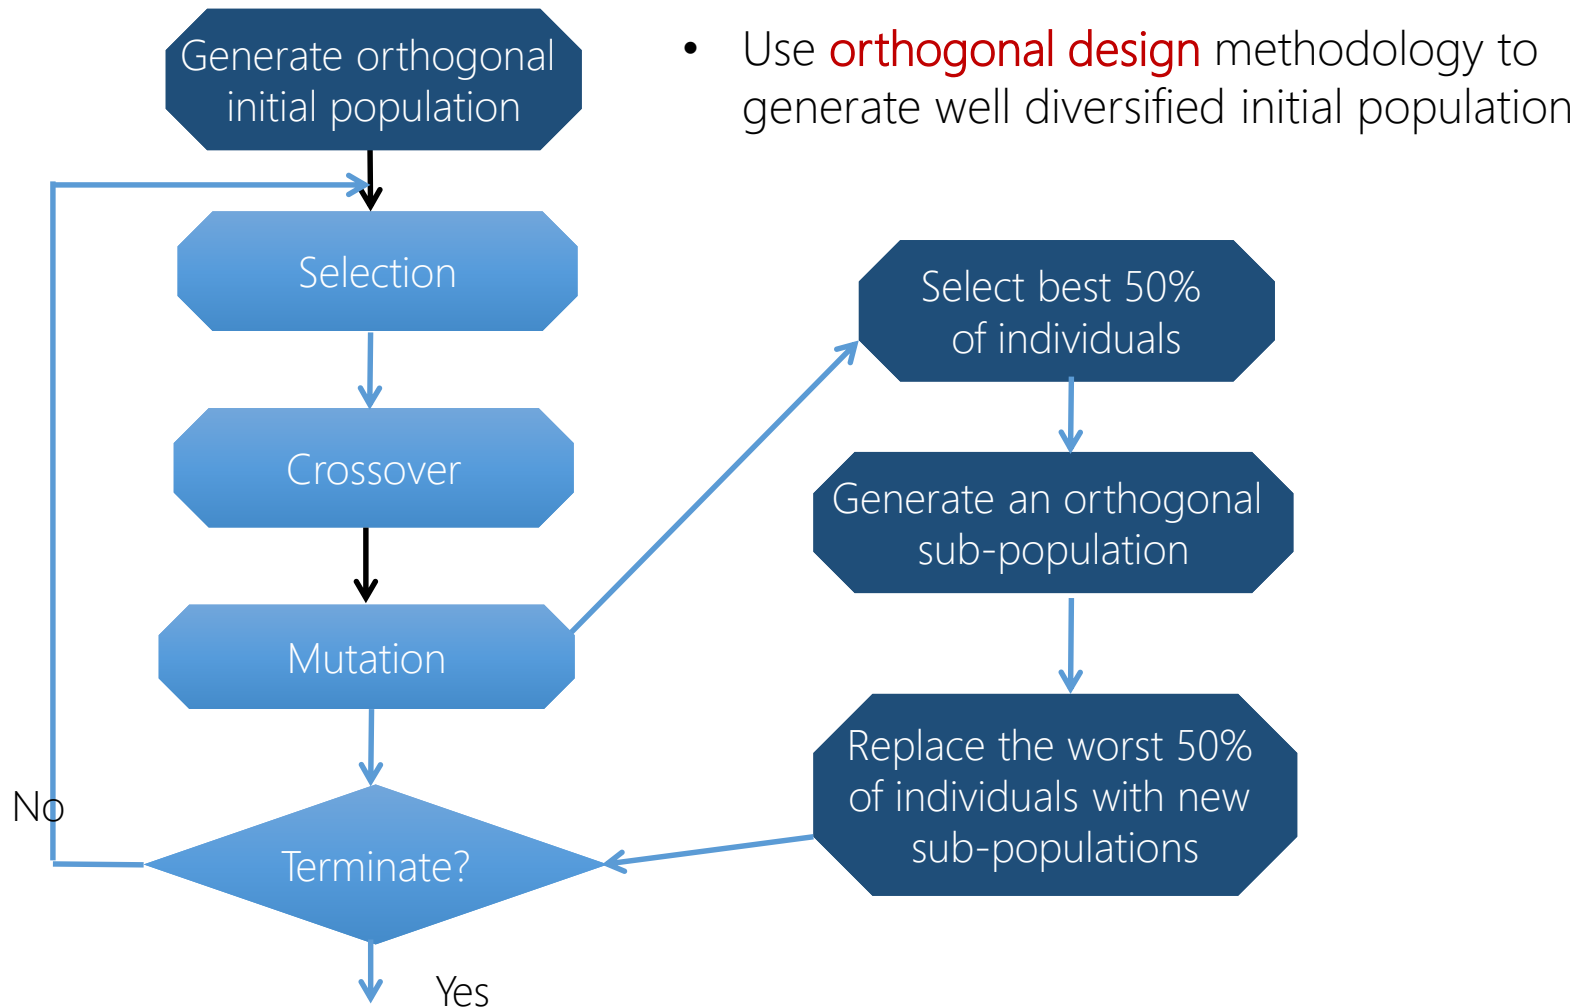 Generate orthogonal
initial population
• Use orthogonal design methodology to
generate well diversified initial population
Selection
Crossover
Mutation
Terminate?
No
Yes
Select best 50%
of individuals
Generate an orthogonal
sub-population
Replace the worst 50%
of individuals with new
sub-populations